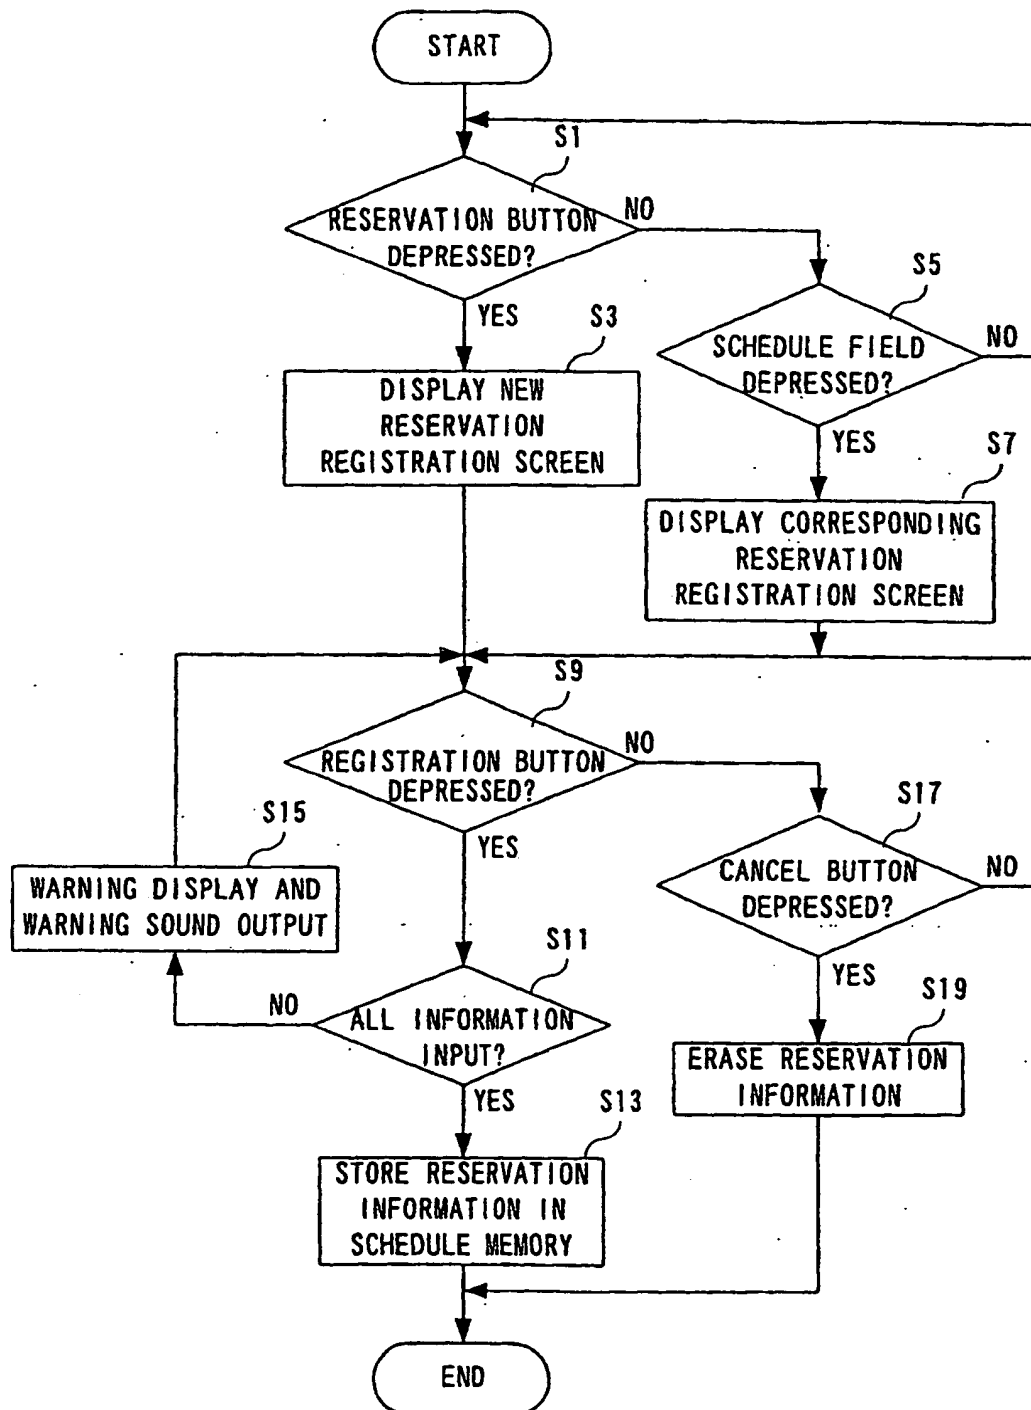 START
S1
RESERVATION BUTTON
DEPRESSED?
NO
YES
S5
SCHEDULE FIELD
DEPRESSED?
NO
YES
S3
DISPLAY NEW
RESERVATION
REGISTRATION SCREEN
S7
DISPLAY CORRESPONDING
RESERVATION
REGISTRATION SCREEN
S9
REGISTRATION BUTTON
DEPRESSED?
NO
YES
S15
WARNING DISPLAY AND
WARNING SOUND OUTPUT
S17
CANCEL BUTTON
DEPRESSED?
NO
YES
S11
ALL INFORMATION
INPUT?
NO
YES
S19
ERASE RESERVATION
INFORMATION
S13
STORE RESERVATION
INFORMATION IN
SCHEDULE MEMORY
END